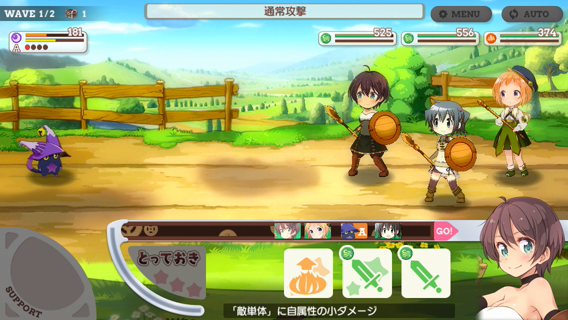 WAVE 1/2 1
通常攻撃
MENU
AUTO
181
A
525
556
374
GO!
とっておき
SUPPORT
「敵単体」に自属性の小ダメージ